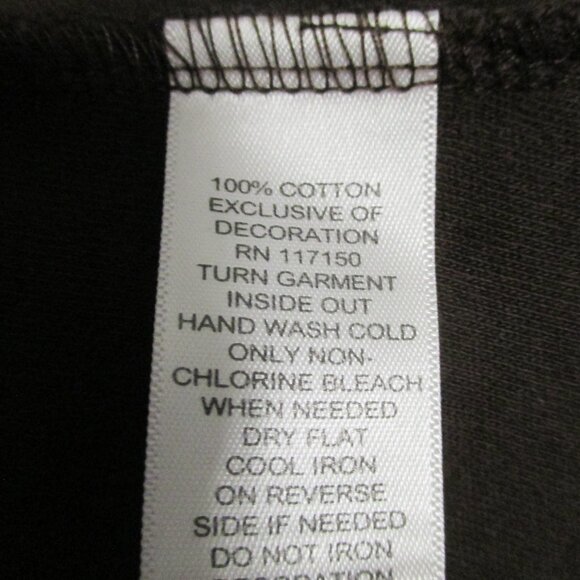 100% COTTON
EXCLUSIVE OF
DECORATION
RN 117150
TURN GARMENT
INSIDE OUT
HAND WASH COLD
ONLY NON-
CHLORINE BLEACH
WHEN NEEDED
DRY FLAT
COOL IRON
ON REVERSE
SIDE IF NEEDED
DO NOT IRON
DECORATION